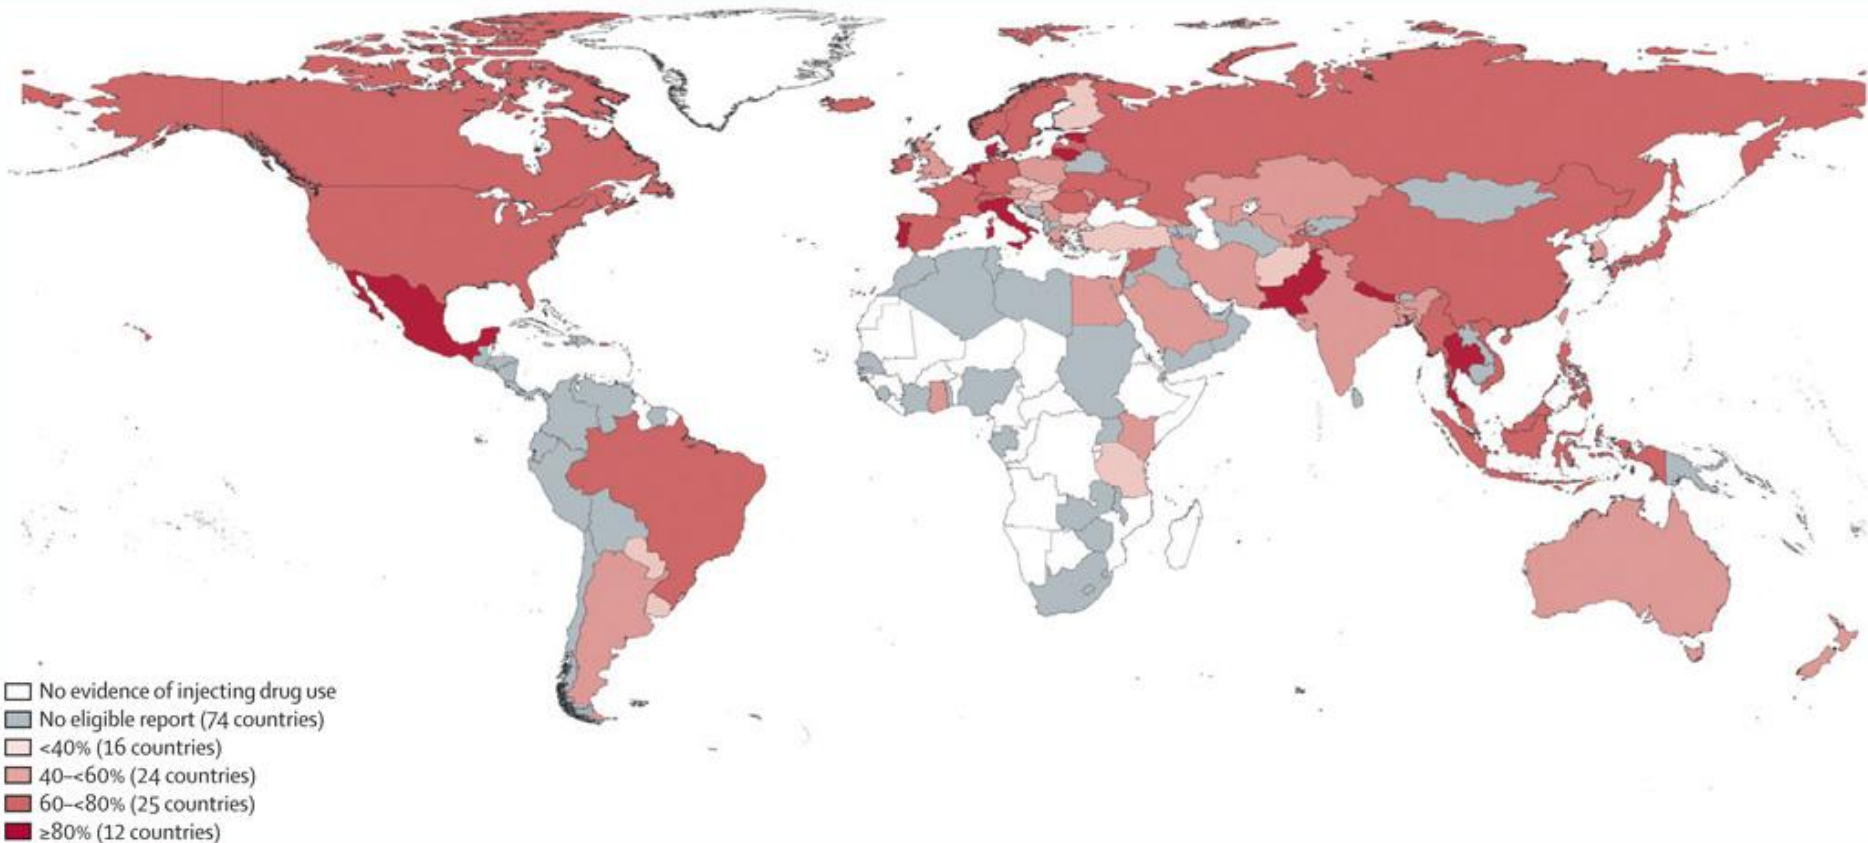 No evidence of injecting drug use
No eligible report (74 countries)
<40% (16 countries)
40–<60% (24 countries)
60–<80% (25 countries)
≥80% (12 countries)